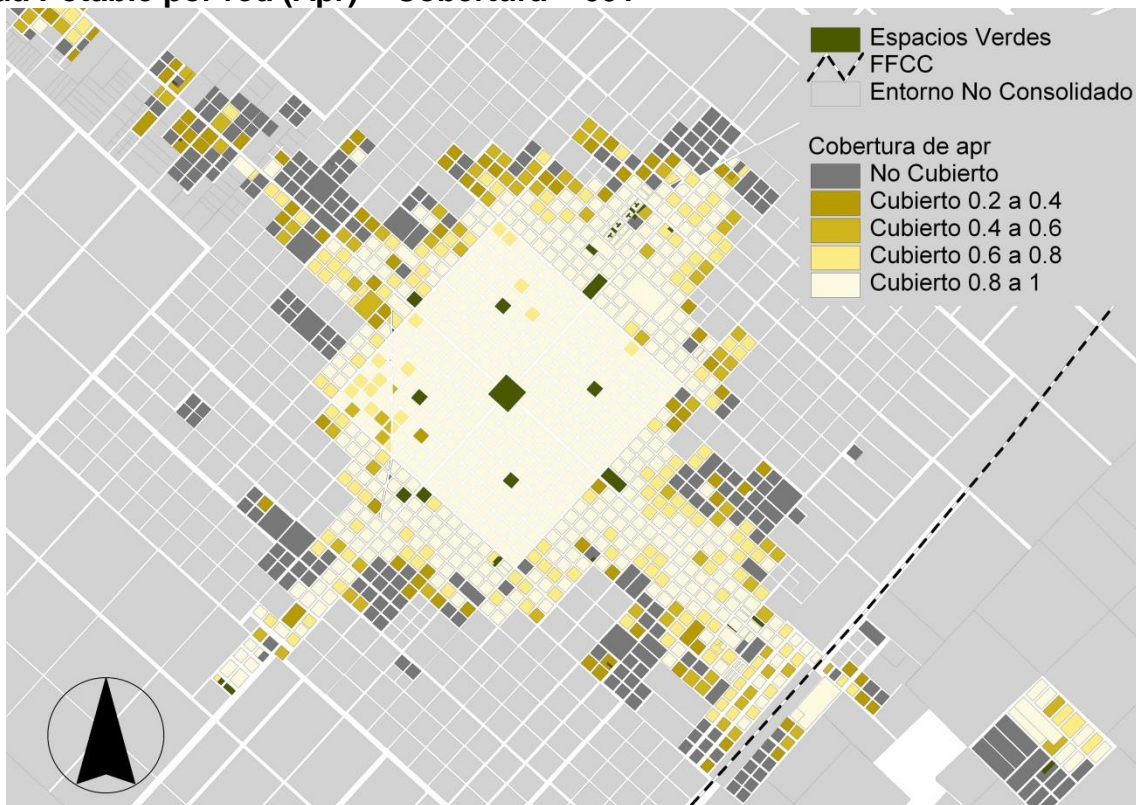 Potable por red (Apr) – Cobertura –
Espacios Verdes
FFCC
Entorno No Consolidado
Cobertura de apr
No Cubierto
Cubierto 0.2 a 0.4
Cubierto 0.4 a 0.6
Cubierto 0.6 a 0.8
Cubierto 0.8 a 1